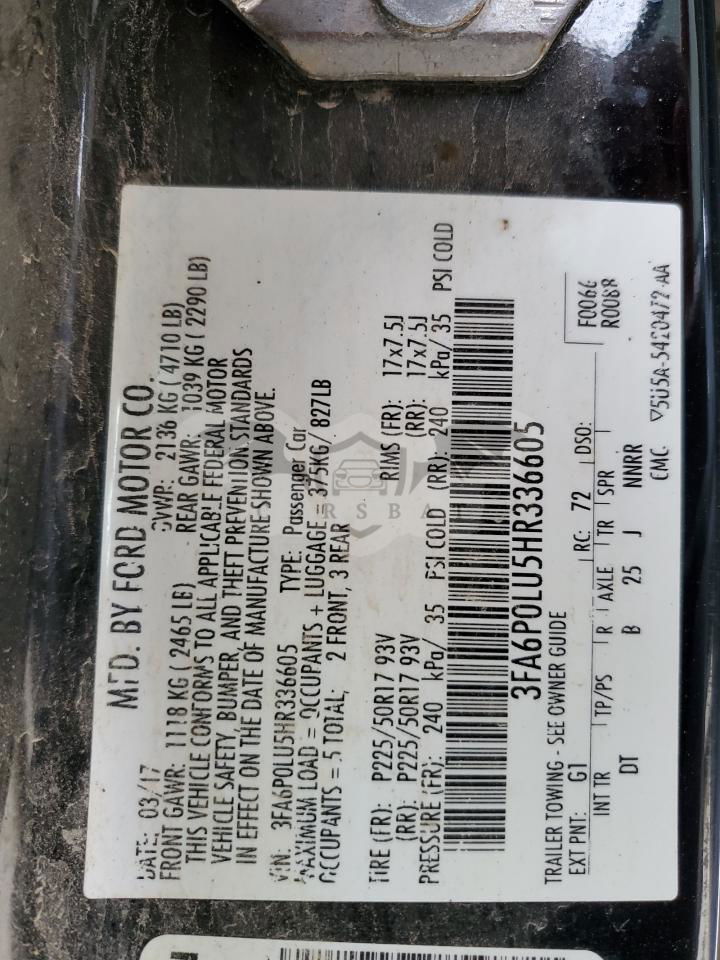 MFD. BY FORD MOTOR CO.
DATE: 03/17 GVWR: 2136 KG ( 4710 LB)
FRONT GAWR: 1118 KG ( 2465 LB) REAR GAWR: 1039 KG ( 2290 LB)
THIS VEHICLE CONFORMS TO ALL APPLICABLE FEDERAL MOTOR
VEHICLE SAFETY, BUMPER, AND THEFT PREVENTION STANDARDS
IN EFFECT ON THE DATE OF MANUFACTURE SHOWN ABOVE.
VIN: 3FA6P0LU5HR336605 TYPE: Passenger Car
MAXIMUM LOAD = OCCUPANTS + LUGGAGE = 375KG/ 827LB
OCCUPANTS = 5 TOTAL; 2 FRONT, 3 REAR
TIRE (FR): P225/50R17 93V RIMS (FR): 17x7.5J
(RR): P225/50R17 93V (RR): 17x7.5J
PRESSURE (FR): 240 kPa/ 35 PSI COLD (RR): 240 kPa/ 35 PSI COLD
3FA6P0LU5HR336605
TRAILER TOWING - SEE OWNER GUIDE
F0066
R0088
EXT PNT: G1 RC: 72 DSO:
INT TR TP/PS R AXLE TR SPR
DT B 25 J NNRR
RSBA